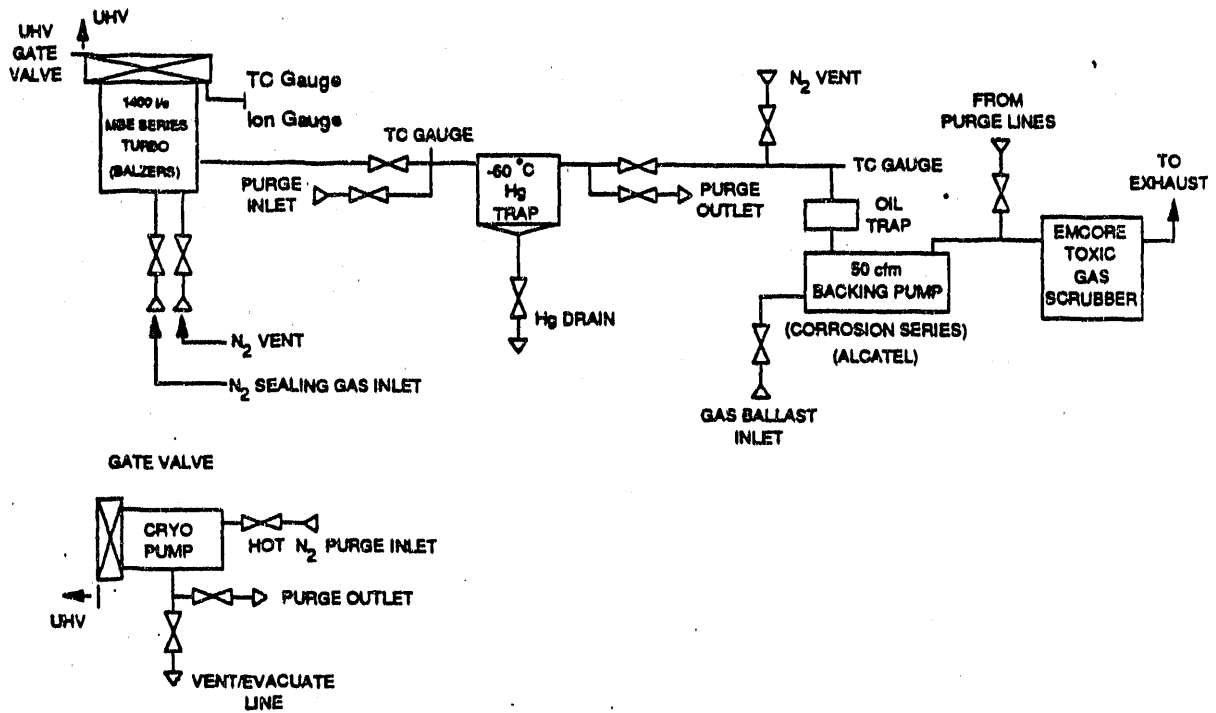 UHV
UHV
GATE
VALVE
TC Gauge
Ion Gauge
1400 l/s
MBE SERIES
TURBO
(BALZERS)
TC GAUGE
PURGE
INLET
-60 °C
Hg
TRAP
PURGE
OUTLET
Hg DRAIN
N2 VENT
N2 SEALING GAS INLET
N2 VENT
TC GAUGE
OIL
TRAP
FROM
PURGE LINES
TO
EXHAUST
50 cfm
BACKING PUMP
(CORROSION SERIES)
(ALCATEL)
EMCORE
TOXIC
GAS
SCRUBBER
GAS BALLAST
INLET
GATE VALVE
CRYO
PUMP
HOT N2 PURGE INLET
PURGE OUTLET
UHV
VENT/EVACUATE
LINE